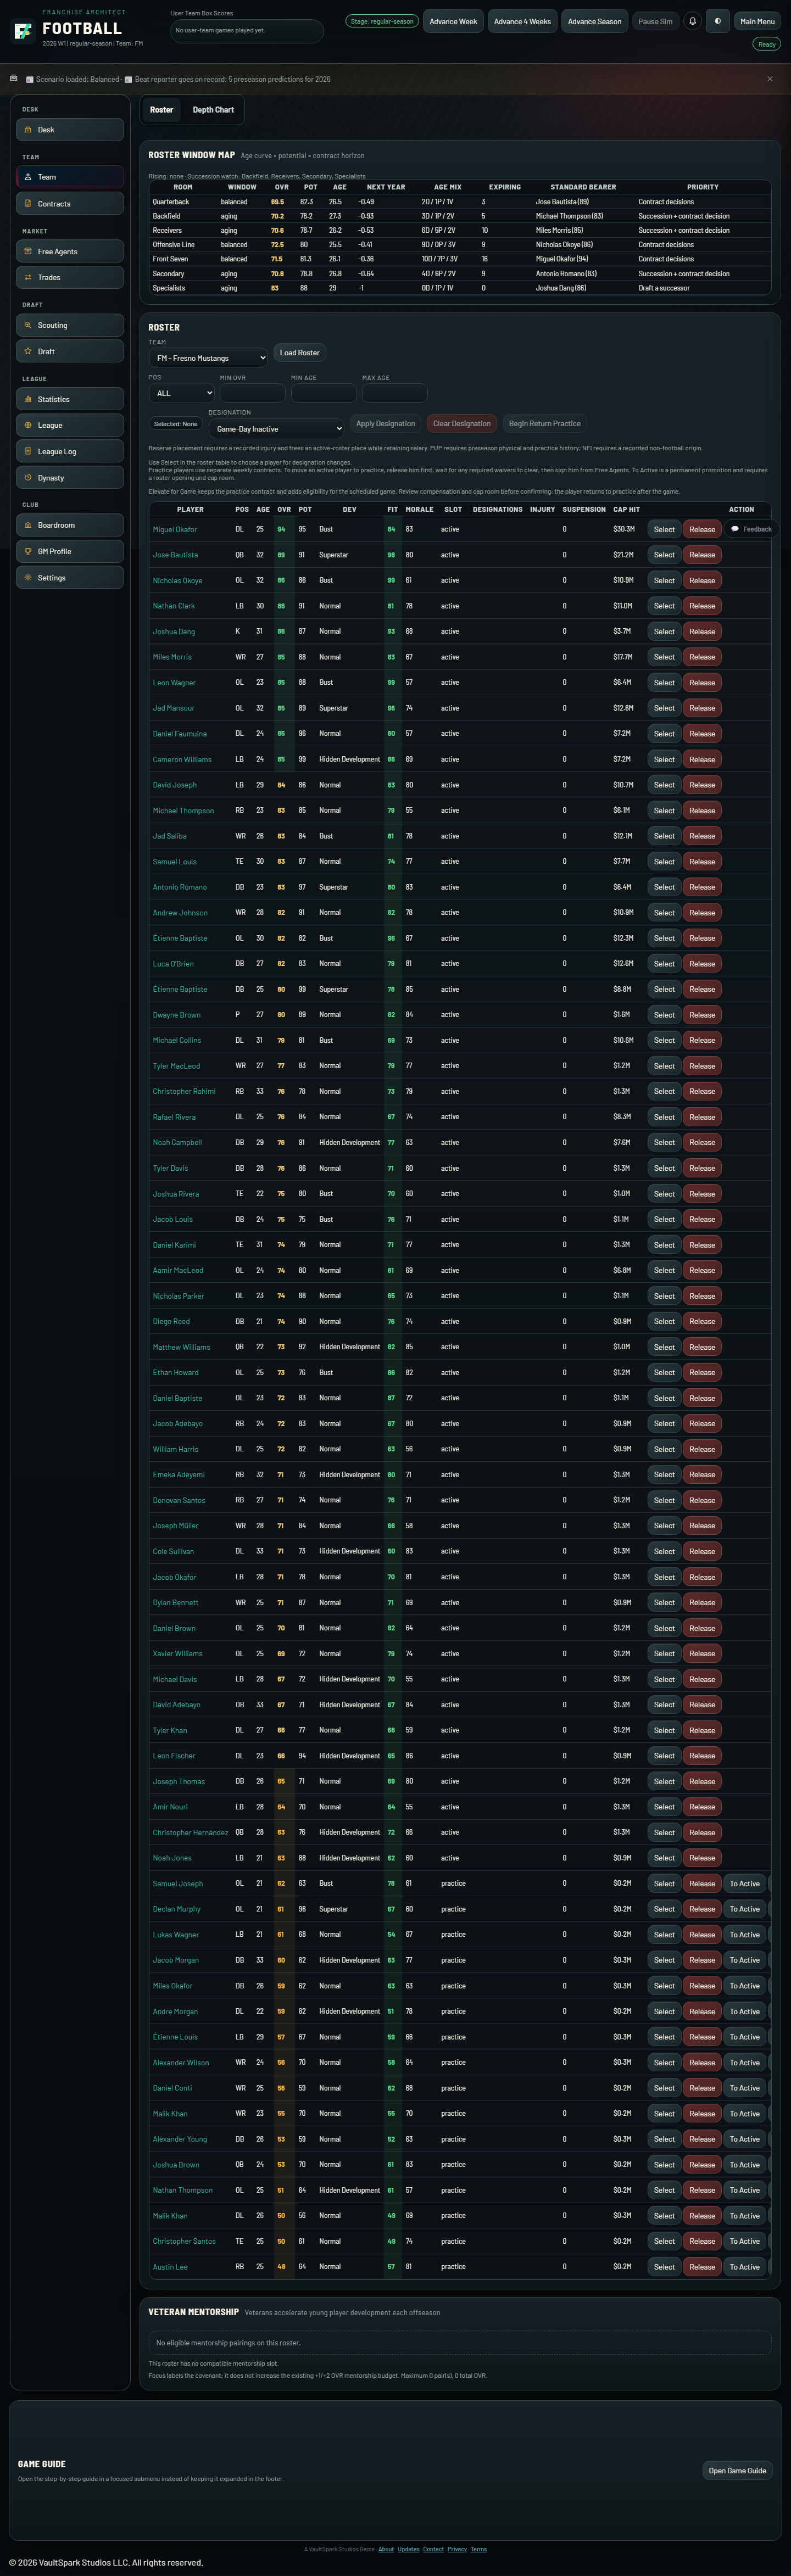 FRANCHISE ARCHITECT
FOOTBALL
2026 W1 | regular-season | Team: FM
User Team Box Scores
No user-team games played yet.
Stage: regular-season
Advance Week
Advance 4 Weeks
Advance Season
Pause Sim
Main Menu
Ready
Scenario loaded: Balanced · Beat reporter goes on record: 5 preseason predictions for 2026
DESK
Desk
TEAM
Team
Contracts
MARKET
Free Agents
Trades
DRAFT
Scouting
Draft
LEAGUE
Statistics
League
League Log
Dynasty
CLUB
Boardroom
GM Profile
Settings
Roster Depth Chart
ROSTER WINDOW MAP Age curve + potential + contract horizon
Rising: none · Succession watch: Backfield, Receivers, Secondary, Specialists
ROOM WINDOW OVR POT AGE NEXT YEAR AGE MIX EXPIRING STANDARD BEARER PRIORITY
Quarterback balanced 69.5 82.3 26.5 -0.49 2D / 1P / 1V 3 Jose Bautista (89) Contract decisions
Backfield aging 70.2 76.2 27.3 -0.93 3D / 1P / 2V 5 Michael Thompson (83) Succession + contract decision
Receivers aging 70.6 78.7 26.2 -0.53 6D / 5P / 2V 10 Miles Morris (85) Succession + contract decision
Offensive Line balanced 72.5 80 25.5 -0.41 9D / 0P / 3V 9 Nicholas Okoye (86) Contract decisions
Front Seven balanced 71.5 81.3 26.1 -0.36 10D / 7P / 3V 16 Miguel Okafor (94) Contract decisions
Secondary aging 70.8 78.8 26.8 -0.64 4D / 6P / 2V 9 Antonio Romano (83) Succession + contract decision
Specialists aging 83 88 29 -1 0D / 1P / 1V 0 Josh Dang (86) Draft a successor
ROSTER
TEAM
FM - Fresno Mustangs Load Roster
POS MIN OVR MIN AGE MAX AGE
ALL
DESIGNATION
Selected: None Game-Day Inactive Apply Designation Clear Designation Begin Return Practice
Reserve placement requires a recorded injury and frees an active-roster place while retaining salary. PUP requires preseason physical and practice history; NFI requires a recorded non-football origin.
Use Select in the roster table to choose a player for designation changes.
Practice players use separate weekly contracts. To move an active player to practice, release him first, wait for any required waivers to clear, then sign him from Free Agents. To Active is a permanent promotion and requires
a roster opening and cap room.
Elevate for Game keeps the practice contract and adds eligibility for the scheduled game. Review compensation and cap room before confirming; the player returns to practice after the game.
PLAYER POS AGE OVR POT DEV FIT MORALE SLOT DESIGNATIONS INJURY SUSPENSION CAP HIT ACTION
Miguel Okafor DL 25 94 95 Bust 84 83 active 0 $30.3M Select Release
Feedback
Jose Bautista QB 32 89 91 Superstar 98 80 active 0 $21.2M Select Release
Nicholas Okoye OL 32 86 86 Bust 99 61 active 0 $10.9M Select Release
Nathan Clark LB 30 86 91 Normal 81 78 active 0 $11.0M Select Release
Joshua Dang K 31 86 87 Normal 93 68 active 0 $3.7M Select Release
Miles Morris WR 27 85 88 Normal 83 67 active 0 $17.7M Select Release
Leon Wagner OL 23 85 88 Bust 99 57 active 0 $6.4M Select Release
Jad Mansour OL 32 85 89 Superstar 96 74 active 0 $12.6M Select Release
Daniel Faumuina DL 24 85 96 Normal 80 57 active 0 $7.2M Select Release
Cameron Williams LB 24 85 99 Hidden Development 86 69 active 0 $7.2M Select Release
David Joseph LB 29 84 86 Normal 83 80 active 0 $10.7M Select Release
Michael Thompson RB 23 83 85 Normal 79 55 active 0 $6.1M Select Release
Jad Saliba WR 26 83 84 Bust 81 78 active 0 $12.1M Select Release
Samuel Louis TE 30 83 87 Normal 74 77 active 0 $7.7M Select Release
Antonio Romano DB 23 83 97 Superstar 80 83 active 0 $6.4M Select Release
Andrew Johnson WR 28 82 91 Normal 82 78 active 0 $10.9M Select Release
Étienne Baptiste OL 30 82 82 Bust 96 67 active 0 $12.3M Select Release
Luca O'Brien DB 27 82 83 Normal 79 81 active 0 $12.6M Select Release
Étienne Baptiste DB 25 80 99 Superstar 78 85 active 0 $8.8M Select Release
Dwayne Brown P 27 80 89 Normal 82 84 active 0 $1.6M Select Release
Michael Collins DL 31 79 81 Bust 69 73 active 0 $10.6M Select Release
Tyler MacLeod WR 27 77 83 Normal 79 77 active 0 $1.2M Select Release
Christopher Rahimi RB 33 76 78 Normal 73 79 active 0 $1.3M Select Release
Rafael Rivera DL 25 76 84 Normal 67 74 active 0 $8.3M Select Release
Noah Campbell DB 29 76 91 Hidden Development 77 63 active 0 $7.6M Select Release
Tyler Davis DB 28 76 86 Normal 71 60 active 0 $1.3M Select Release
Joshua Rivera TE 22 75 80 Bust 70 60 active 0 $1.0M Select Release
Jacob Louis DB 24 75 75 Bust 76 71 active 0 $1.1M Select Release
Daniel Karimi TE 31 74 79 Normal 71 77 active 0 $1.3M Select Release
Aamir MacLeod OL 24 74 80 Normal 81 69 active 0 $6.8M Select Release
Nicholas Parker DL 23 74 88 Normal 65 73 active 0 $1.1M Select Release
Diego Reed DB 21 74 90 Normal 76 74 active 0 $0.9M Select Release
Matthew Williams QB 22 73 92 Hidden Development 82 85 active 0 $1.0M Select Release
Ethan Howard OL 25 73 76 Bust 86 82 active 0 $1.2M Select Release
Daniel Baptiste OL 23 72 83 Normal 87 72 active 0 $1.1M Select Release
Jacob Adebayo RB 24 72 83 Normal 67 80 active 0 $0.9M Select Release
William Harris DL 25 72 82 Normal 63 56 active 0 $0.9M Select Release
Emeka Adeyemi RB 32 71 73 Hidden Development 80 71 active 0 $1.3M Select Release
Donovan Santos RB 27 71 74 Normal 76 71 active 0 $1.2M Select Release
Joseph Müller WR 28 71 84 Normal 66 58 active 0 $1.3M Select Release
Cole Sullivan DL 33 71 73 Hidden Development 60 83 active 0 $1.3M Select Release
Jacob Okafor LB 28 71 78 Normal 70 81 active 0 $1.3M Select Release
Dylan Bennett WR 25 71 87 Normal 71 69 active 0 $0.9M Select Release
Daniel Brown OL 25 70 81 Normal 82 64 active 0 $1.2M Select Release
Xavier Williams OL 25 69 72 Normal 79 74 active 0 $1.2M Select Release
Michael Davis LB 28 67 72 Hidden Development 70 55 active 0 $1.3M Select Release
David Adebayo DB 33 67 71 Hidden Development 67 84 active 0 $1.3M Select Release
Tyler Khan DL 27 66 77 Normal 66 59 active 0 $1.2M Select Release
Leon Fischer DL 23 66 94 Hidden Development 65 86 active 0 $0.9M Select Release
Joseph Thomas DB 26 65 71 Normal 69 80 active 0 $1.2M Select Release
Amir Nouri LB 28 64 70 Normal 64 55 active 0 $1.3M Select Release
Christopher Hernández QB 28 63 76 Hidden Development 72 66 active 0 $1.3M Select Release
Noah Jones LB 21 63 88 Hidden Development 62 60 active 0 $0.9M Select Release
Samuel Joseph OL 21 62 63 Bust 78 61 practice 0 $0.2M Select Release To Active
Declan Murphy OL 21 61 96 Superstar 67 60 practice 0 $0.2M Select Release To Active
Lukas Wagner LB 21 61 68 Normal 54 67 practice 0 $0.2M Select Release To Active
Jacob Morgan DB 33 60 62 Hidden Development 63 77 practice 0 $0.3M Select Release To Active
Miles Okafor DB 26 59 62 Normal 63 63 practice 0 $0.3M Select Release To Active
Andre Morgan DL 22 59 82 Hidden Development 51 78 practice 0 $0.2M Select Release To Active
Étienne Louis LB 29 57 67 Normal 59 66 practice 0 $0.3M Select Release To Active
Alexander Wilson WR 24 56 70 Normal 58 64 practice 0 $0.3M Select Release To Active
Daniel Conti WR 25 56 59 Normal 62 68 practice 0 $0.2M Select Release To Active
Malik Khan WR 23 55 70 Normal 55 70 practice 0 $0.2M Select Release To Active
Alexander Young DB 26 53 59 Normal 52 63 practice 0 $0.3M Select Release To Active
Joshua Brown QB 24 53 70 Normal 61 83 practice 0 $0.2M Select Release To Active
Nathan Thompson OL 25 51 64 Hidden Development 61 57 practice 0 $0.2M Select Release To Active
Malik Khan DL 26 50 56 Normal 49 69 practice 0 $0.3M Select Release To Active
Christopher Santos TE 25 50 61 Normal 49 74 practice 0 $0.2M Select Release To Active
Austin Lee RB 25 46 64 Normal 57 81 practice 0 $0.2M Select Release To Active
VETERAN MENTORSHIP Veterans accelerate young player development each offseason
No eligible mentorship pairings on this roster.
This roster has no compatible mentorship slot.
Focus labels the covenant; it does not increase the existing +1/+2 OVR mentorship budget. Maximum 0 pair(s), 0 total OVR.
GAME GUIDE
Open the step-by-step guide in a focused submenu instead of keeping it expanded in the footer.
Open Game Guide
A VaultSpark Studios Game About Updates Contact Privacy Terms
© 2026 VaultSpark Studios LLC. All rights reserved.